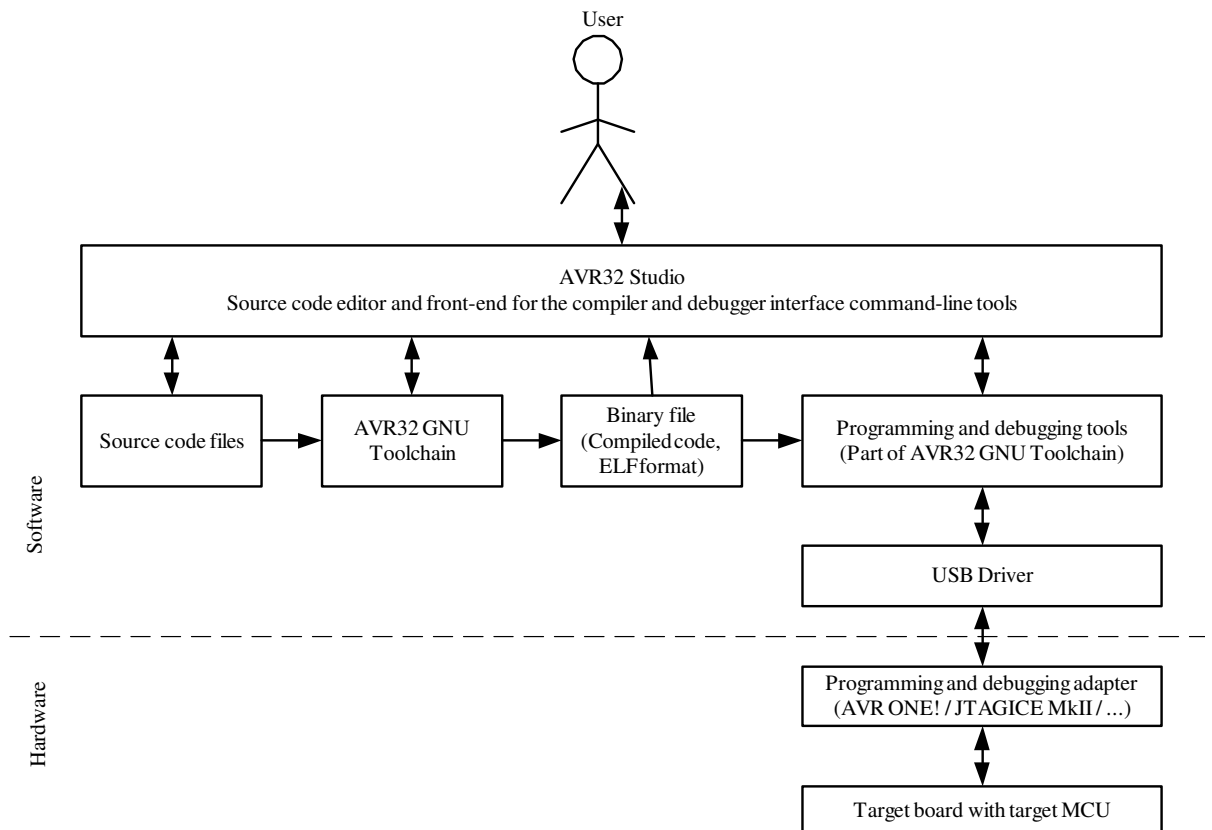 User
AVR32 Studio
Source code editor and front-end for the compiler and debugger interface command-line tools
Source code files
AVR32 GNU
Toolchain
Binary file
(Compiled code,
ELF format)
Programming and debugging tools
(Part of AVR32 GNU Toolchain)
Software
USB Driver
Hardware
Programming and debugging adapter
(AVR ONE! / JTAGICE MkII / ...)
Target board with target MCU